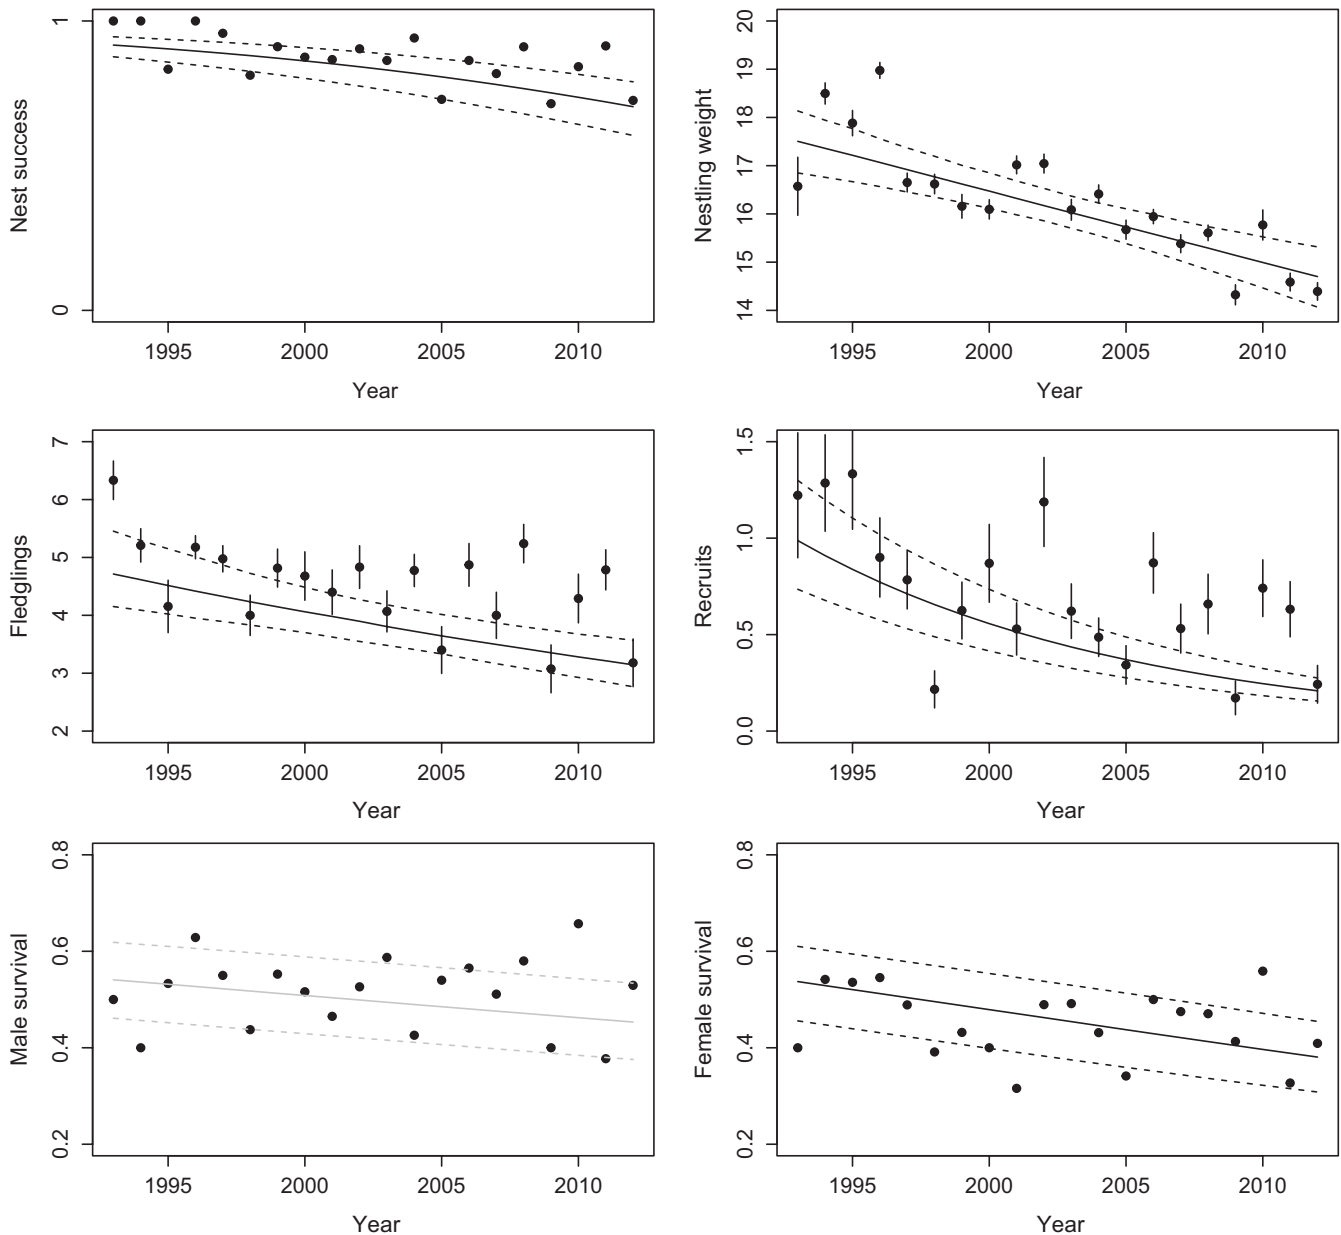 Nest success
1
0
1995 2000 2005 2010
Year
Nestling weight
20
19
18
17
16
15
14
1995 2000 2005 2010
Year
Fledglings
7
6
5
4
3
2
1995 2000 2005 2010
Year
Recruits
1.5
1.0
0.5
0.0
1995 2000 2005 2010
Year
Male survival
0.8
0.6
0.4
0.2
1995 2000 2005 2010
Year
Female survival
0.8
0.6
0.4
0.2
1995 2000 2005 2010
Year